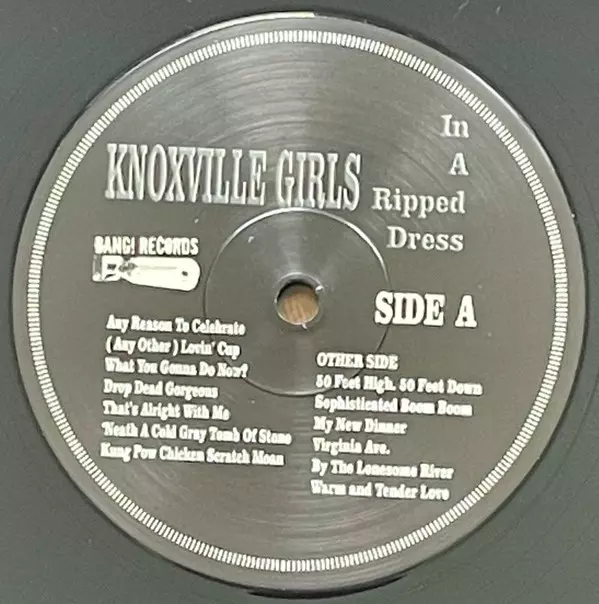 In
A
Ripped
Dress
KNOXVILLE GIRLS
BANG! RECORDS
B
SIDE A
Any Reason To Celebrate
( Any Other ) Lovin' Cup
What You Gonna Do Now?
Drop Dead Gorgeous
That's Alright With Me
'Neath A Cold Gray Tomb Of Stone
Kung Pow Chicken Scratch Moan
OTHER SIDE
50 Feet High, 50 Feet Down
Sophisticated Boom Boom
My New Dinner
Virginia Ave.
By The Lonesome River
Warm and Tender Love